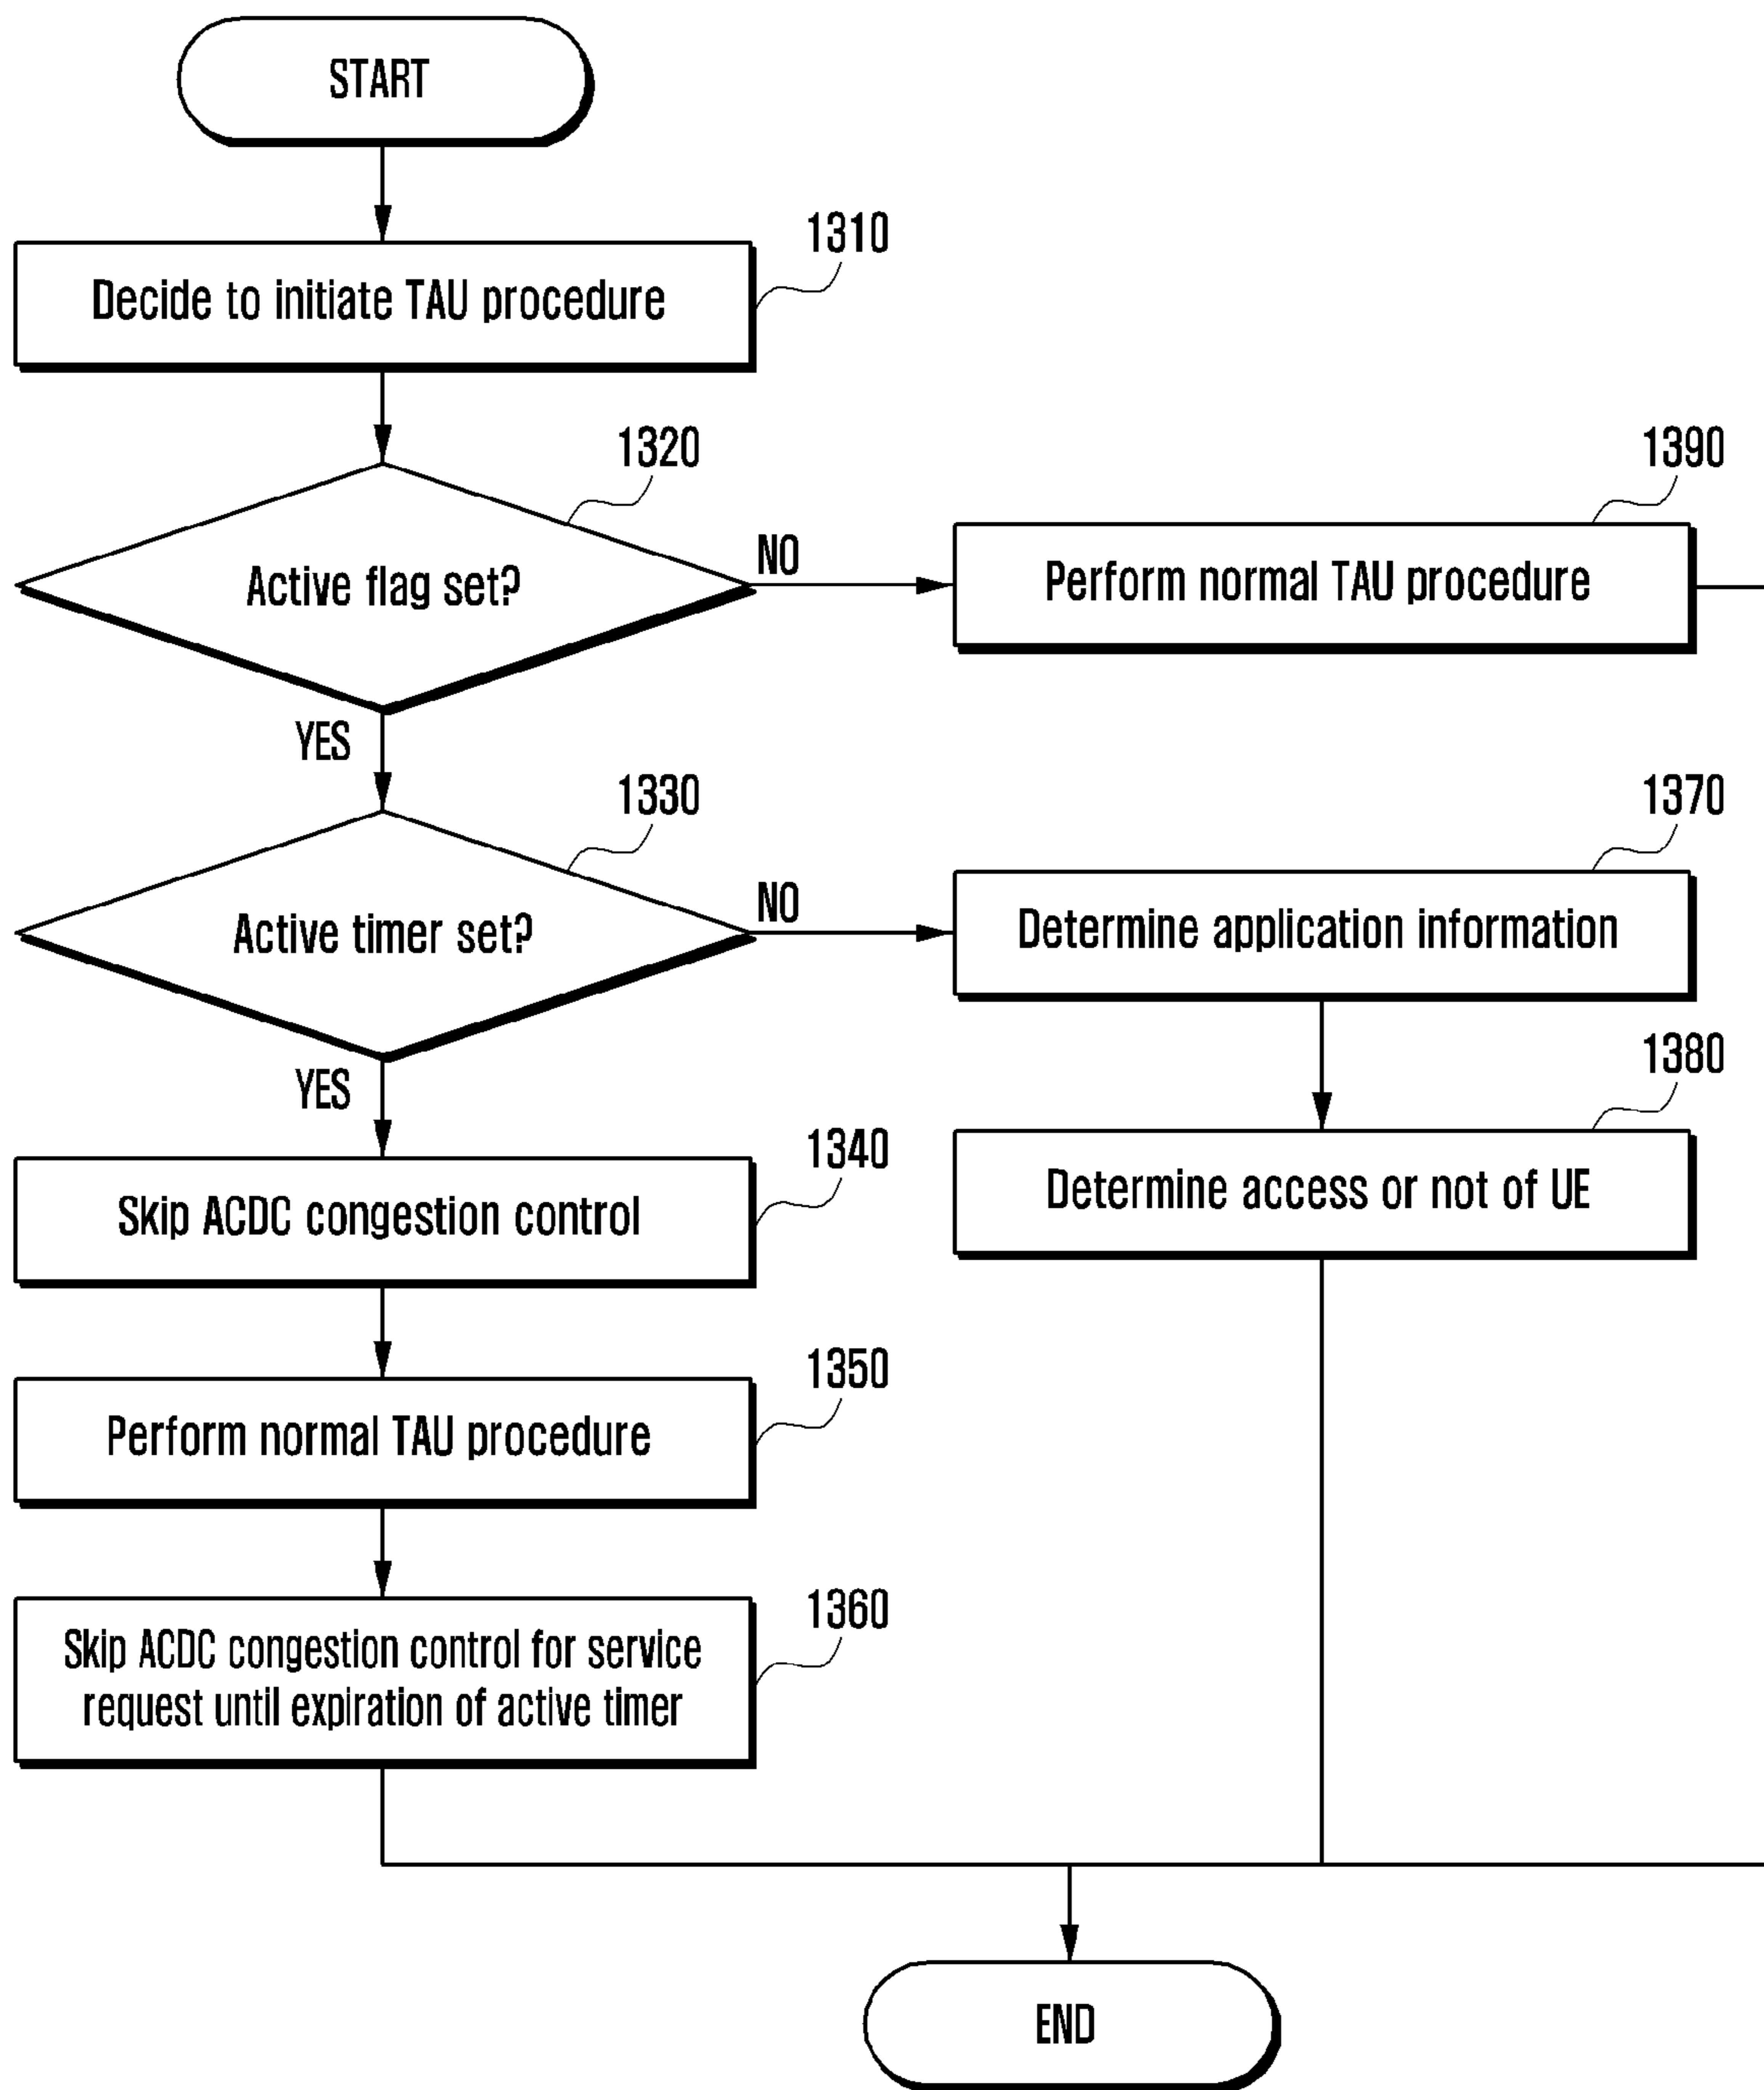 START
1310
Decide to initiate TAU procedure
1320
1390
Active flag set?
NO
Perform normal TAU procedure
YES
1330
1370
Active timer set?
NO
Determine application information
YES
1380
1340
Determine access or not of UE
Skip ACDC congestion control
1350
Perform normal TAU procedure
1360
Skip ACDC congestion control for service
request until expiration of active timer
END